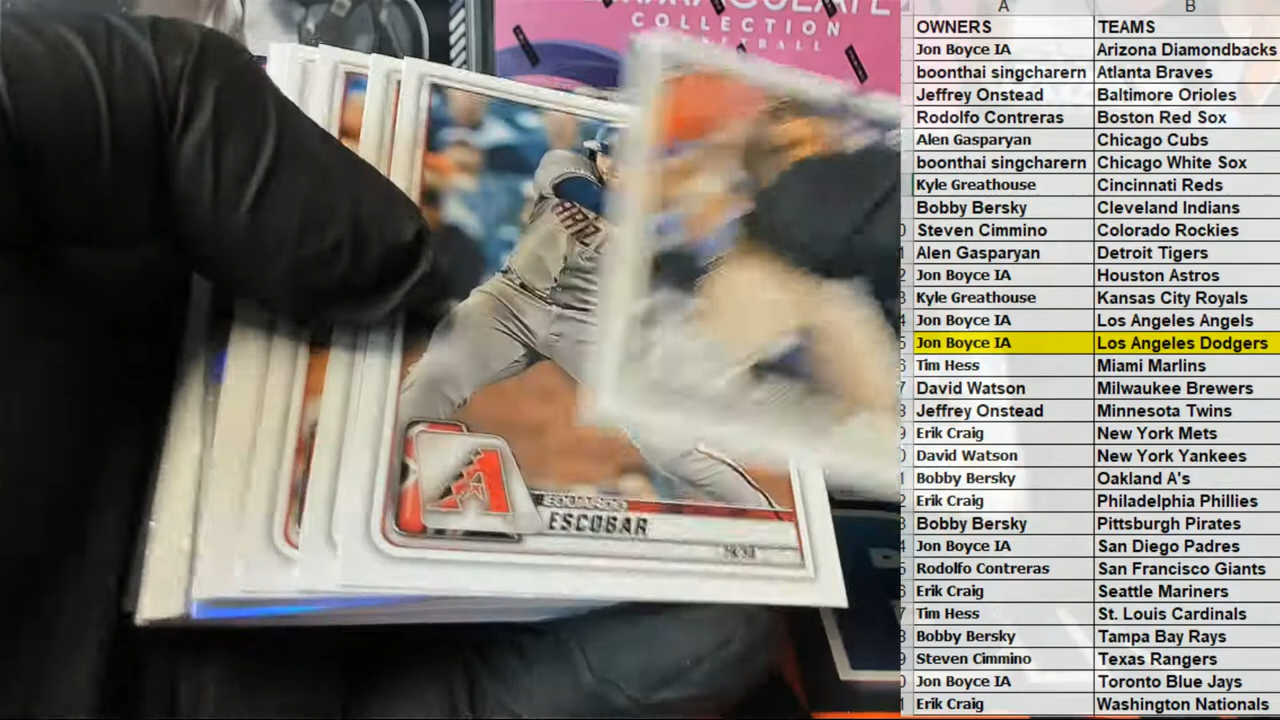 COLLECTION
ESCOBAR
A B
OWNERS TEAMS
Jon Boyce IA Arizona Diamondbacks
boonthai singcharern Atlanta Braves
Jeffrey Onstead Baltimore Orioles
Rodolfo Contreras Boston Red Sox
Alen Gasparyan Chicago Cubs
boonthai singcharern Chicago White Sox
Kyle Greathouse Cincinnati Reds
Bobby Bersky Cleveland Indians
Steven Cimmino Colorado Rockies
Alen Gasparyan Detroit Tigers
Jon Boyce IA Houston Astros
Kyle Greathouse Kansas City Royals
Jon Boyce IA Los Angeles Angels
Jon Boyce IA Los Angeles Dodgers
Tim Hess Miami Marlins
David Watson Milwaukee Brewers
Jeffrey Onstead Minnesota Twins
Erik Craig New York Mets
David Watson New York Yankees
Bobby Bersky Oakland A's
Erik Craig Philadelphia Phillies
Bobby Bersky Pittsburgh Pirates
Jon Boyce IA San Diego Padres
Rodolfo Contreras San Francisco Giants
Erik Craig Seattle Mariners
Tim Hess St. Louis Cardinals
Bobby Bersky Tampa Bay Rays
Steven Cimmino Texas Rangers
Jon Boyce IA Toronto Blue Jays
Erik Craig Washington Nationals